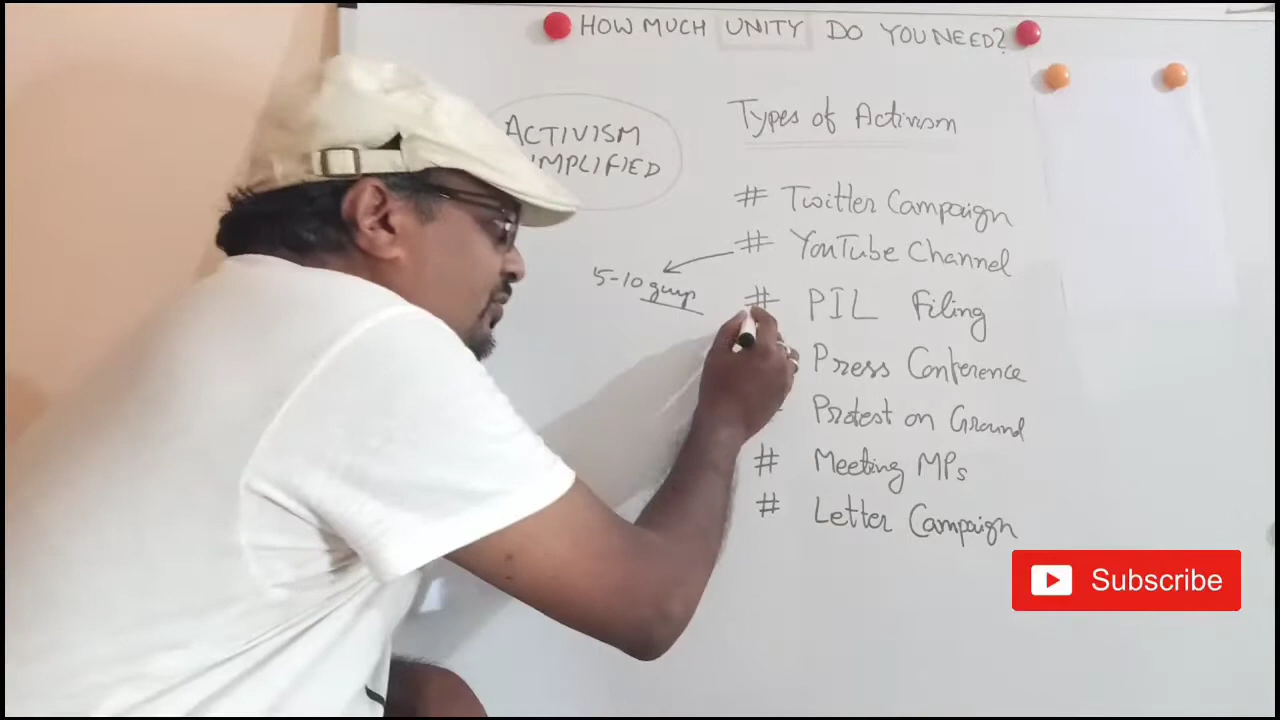 HOW MUCH UNITY DO YOU NEED?
ACTIVISM
IMPLIFIED
Types of Activism
# Twitter Campaign
# YouTube Channel
5-10 guys
# PIL Filing
Press Conference
Protest on Ground
# Meeting MPs
# Letter Campaign
Subscribe